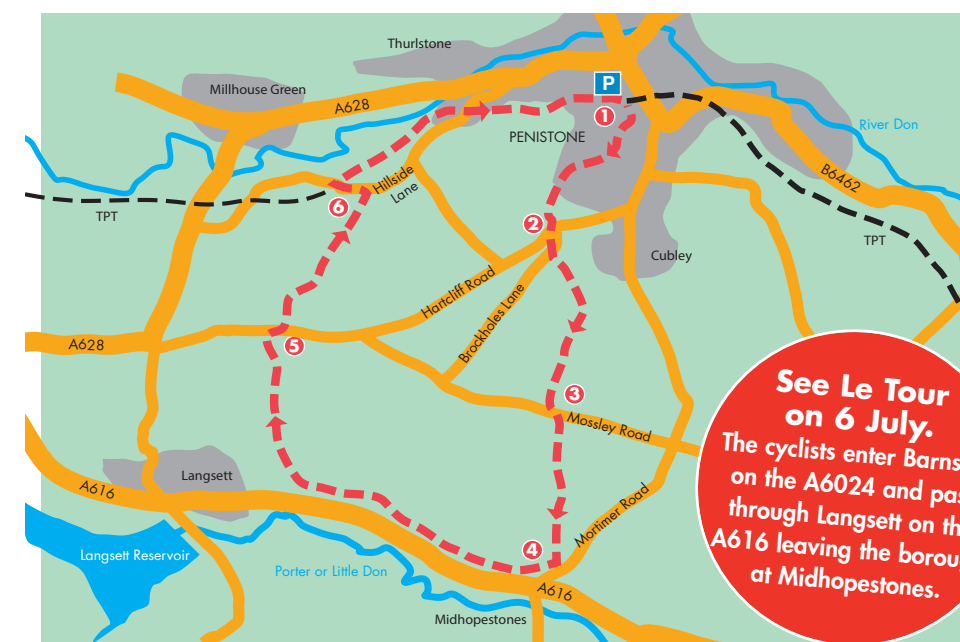 Thurlstone
Millhouse Green
A628
P
1
PENISTONE
River Don
B6462
TPT
6
Hillside
Lane
2
TPT
Cubley
Hartcliff Road
Brockholes Lane
A628
5
3
Mossley Road
See Le Tour
on 6 July.
The cyclists enter Barns
on the A6024 and pas
through Langsett on th
A616 leaving the borou
at Midhopestones.
Langsett
A616
Mortimer Road
4
Langsett Reservoir
Porter or Little Don
A616
Midhopestones